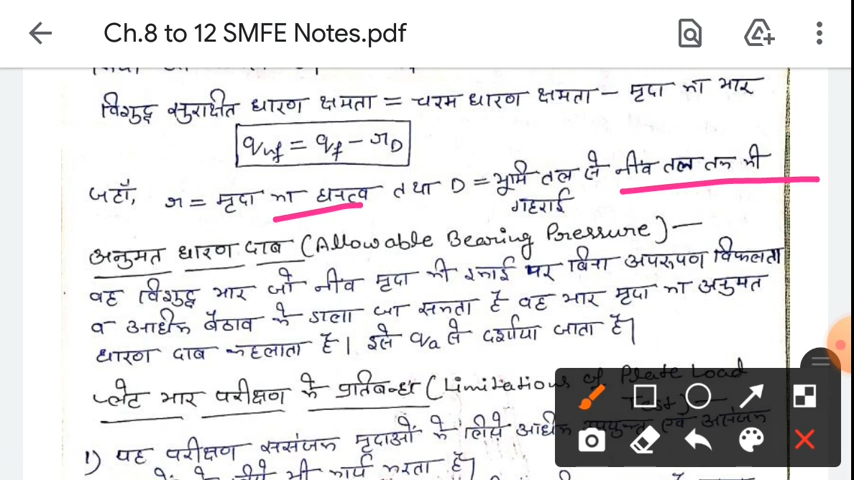 Ch.8 to 12 SMFE Notes.pdf
विशुद्ध सुरक्षित धारण क्षमता = चरम धारण क्षमता - मृदा का भार
qnf = qf - γD
जहाँ, γ = मृदा का घनत्व तथा D = भूमि तल से नींव तल तक की
गहराई
अनुमत धारण दाब (Allowable Bearing Pressure) —
वह विशुद्ध भार जो नींव मृदा की इकाई पर बिना अपरूपण विफलता
व अधिक बैठाव के डाला जा सकता है वह भार मृदा का अनुमत
धारण दाब कहलाता है। इसे qa से दर्शाया जाता है।
प्लेट भार परीक्षण के प्रतिबन्ध (Limitations of Plate Load
1) यह परीक्षण ससंजक मृदाओं के लिये
भी कार्य करता है।